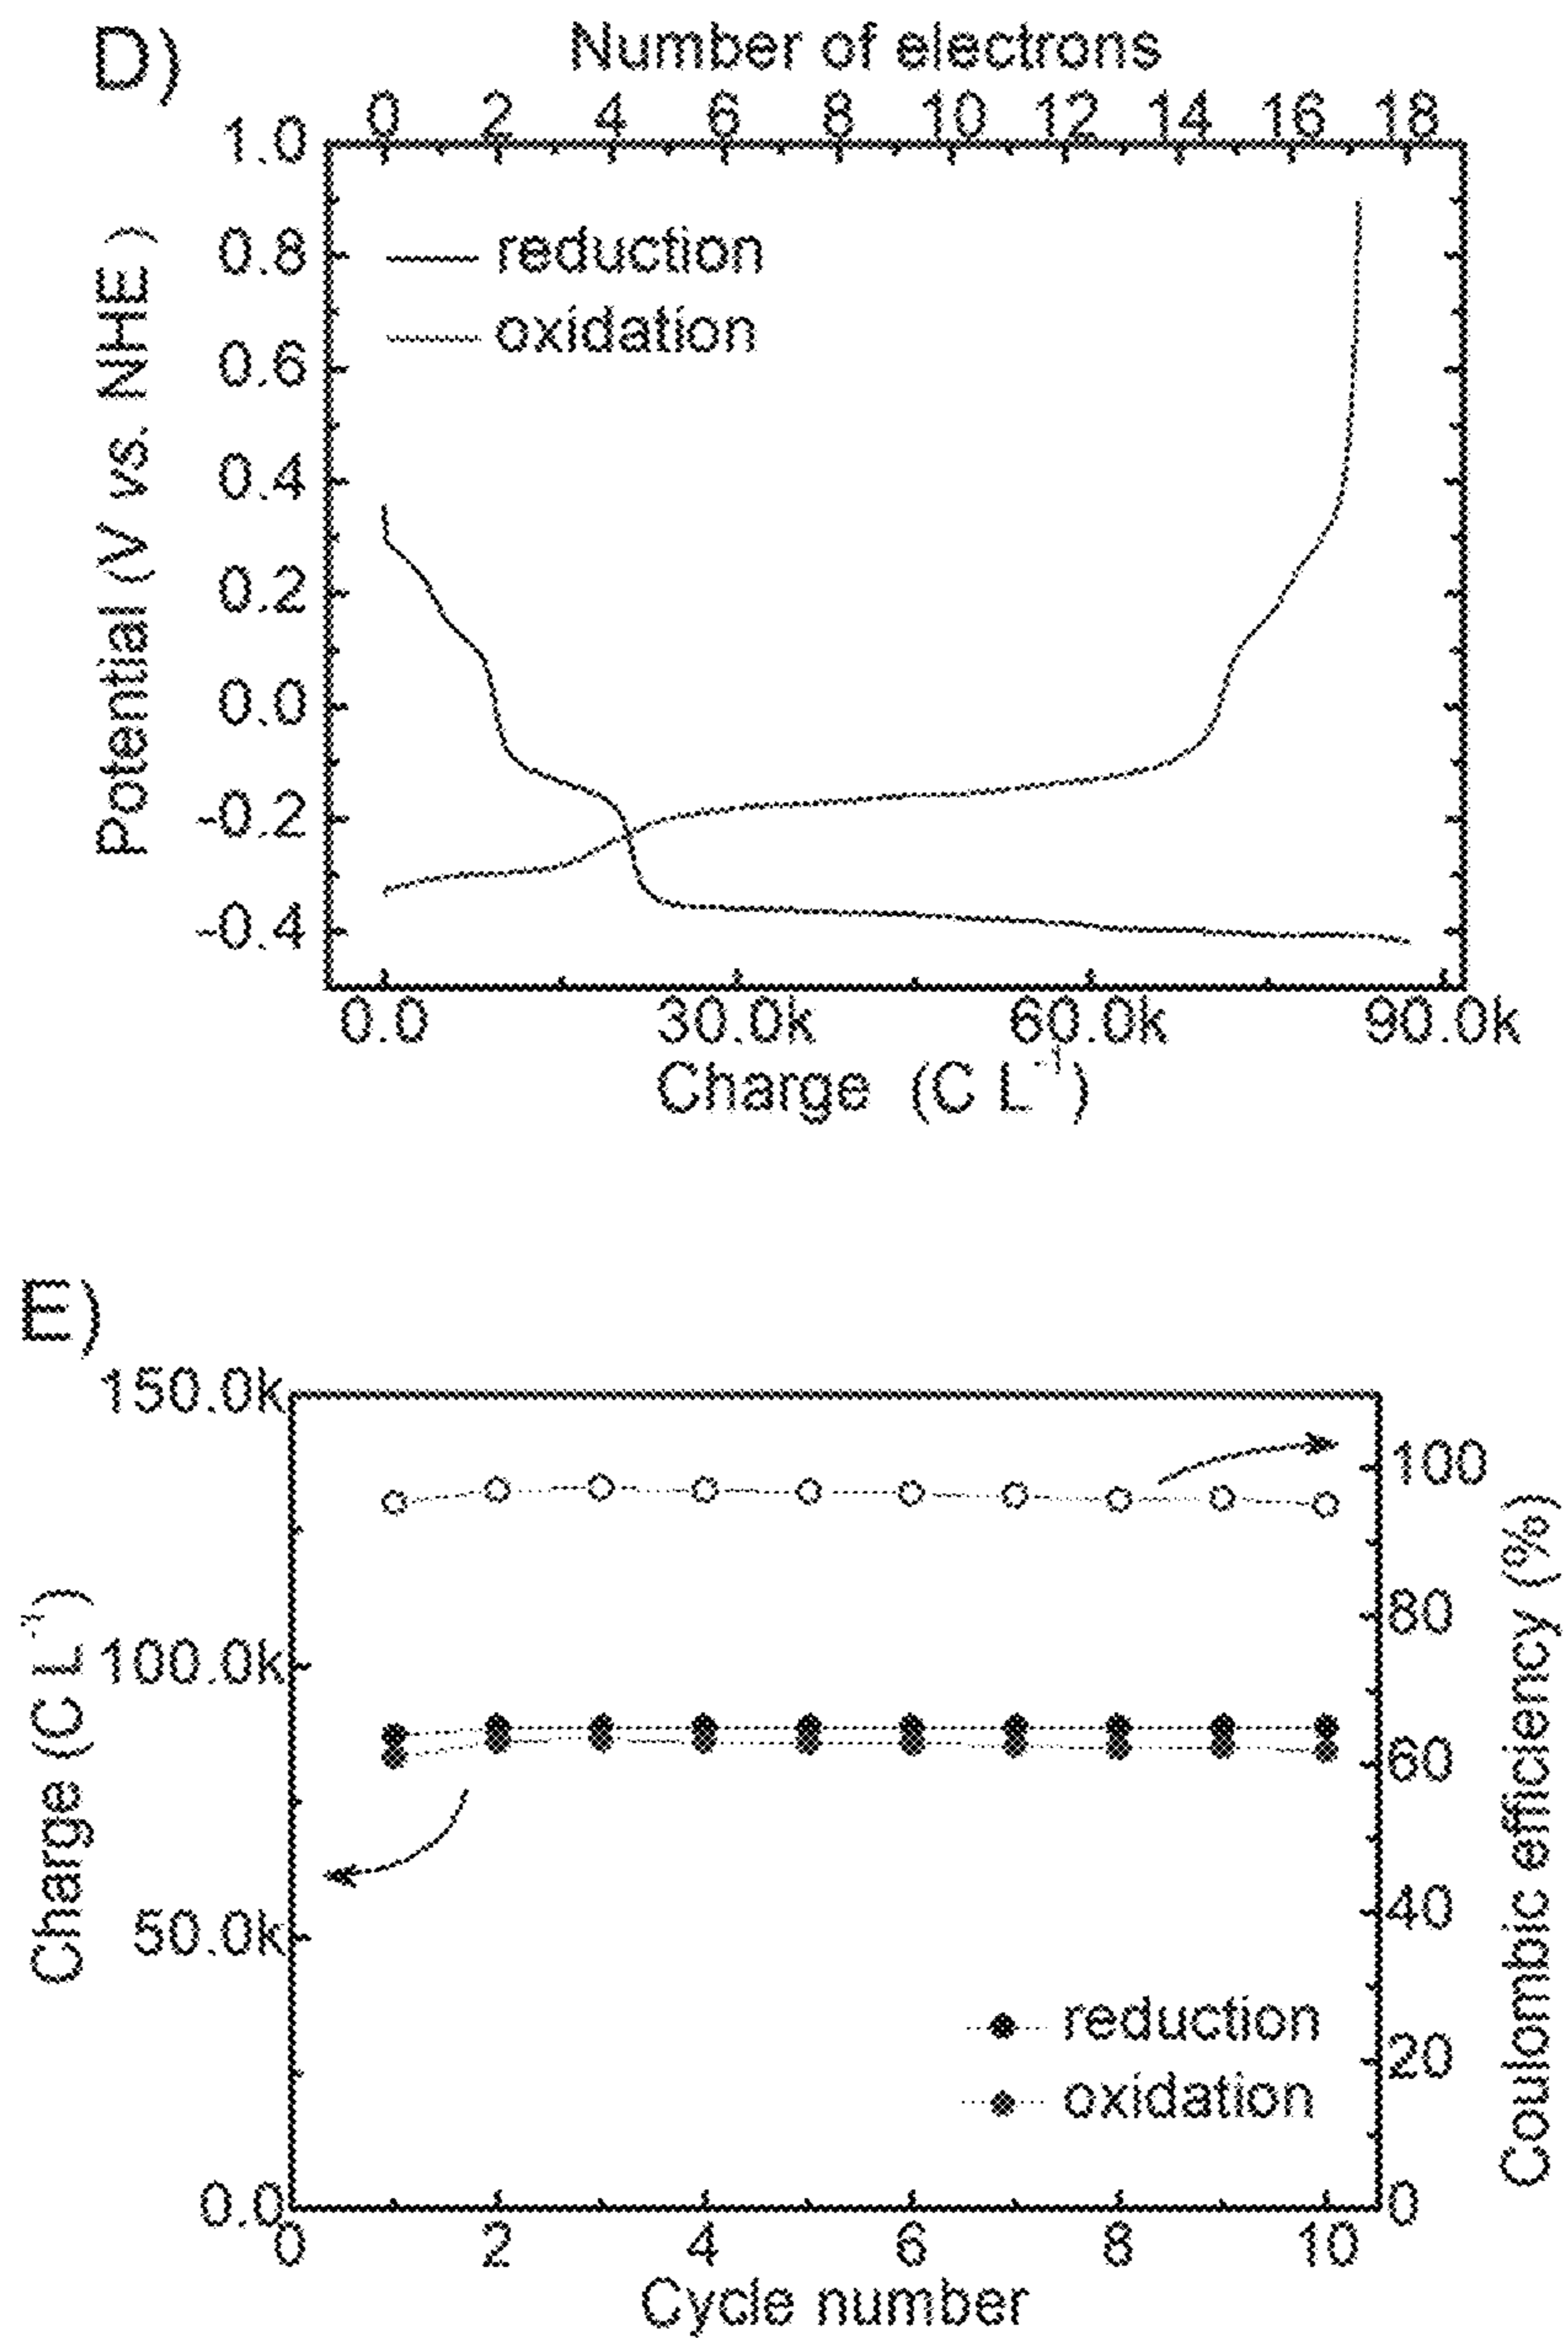 D)
Number of electrons
0 2 4 6 8 10 12 14 16 18
1.0
0.8
0.6
0.4
0.2
0.0
-0.2
-0.4
Potential (V vs. NHE )
reduction
oxidation
0.0 30.0k 60.0k 90.0k
Charge (C L⁻¹)
E)
150.0k
100.0k
50.0k
0.0
Charge (C L⁻¹)
100
80
60
40
20
0
Coulombic efficiency (%)
reduction
oxidation
0 2 4 6 8 10
Cycle number